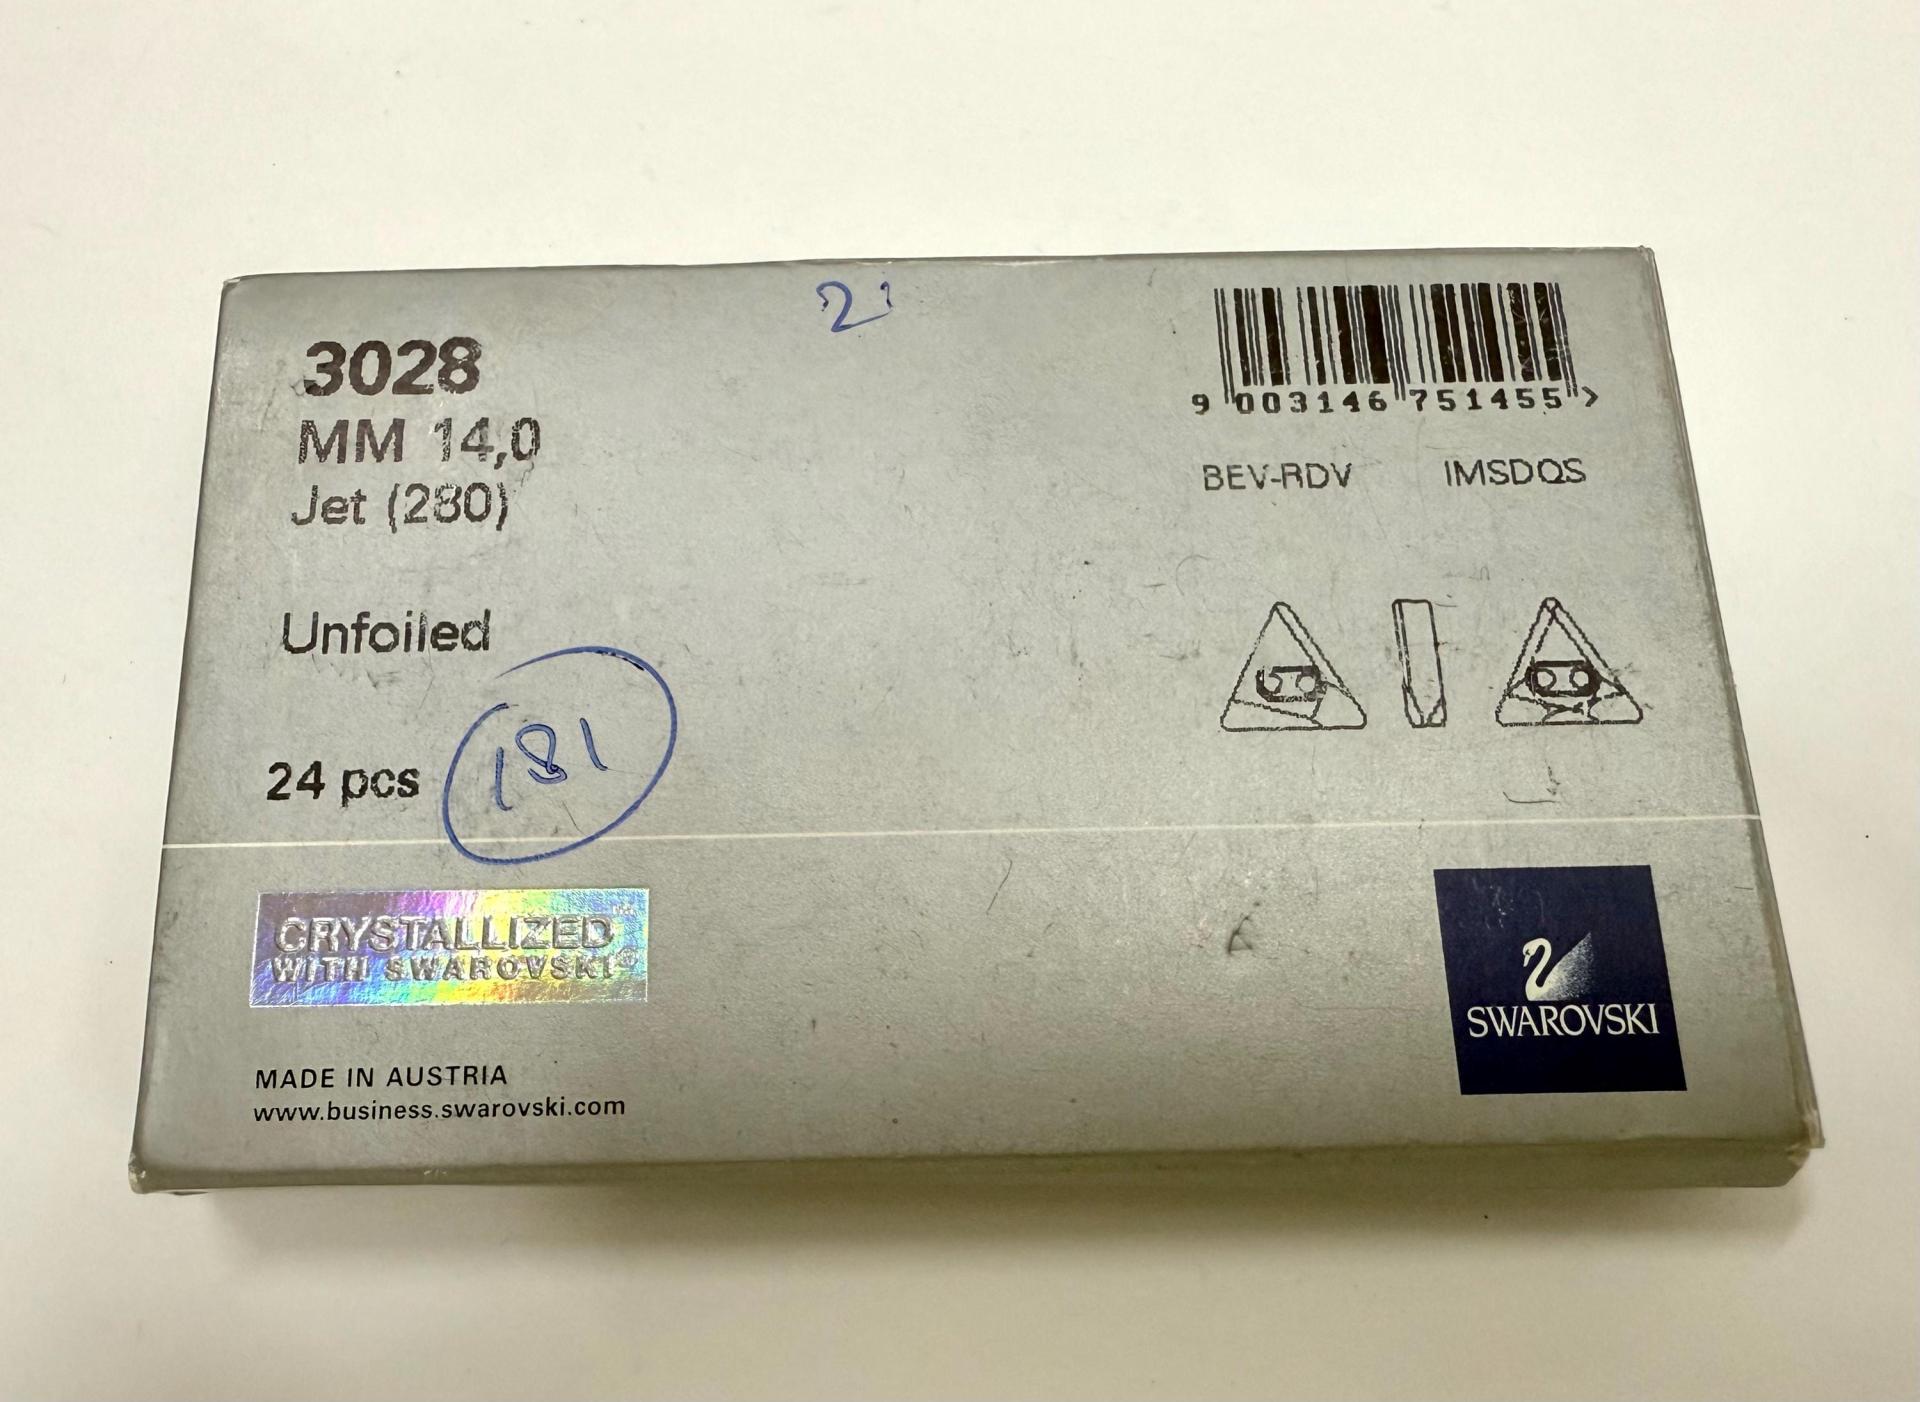 2
3028
MM 14,0
Jet (280)
Unfoiled
24 pcs
181
9 003146 751455 >
BEV-RDV IMSDQS
CRYSTALLIZED™
WITH SWAROVSKI®
MADE IN AUSTRIA
www.business.swarovski.com
SWAROVSKI